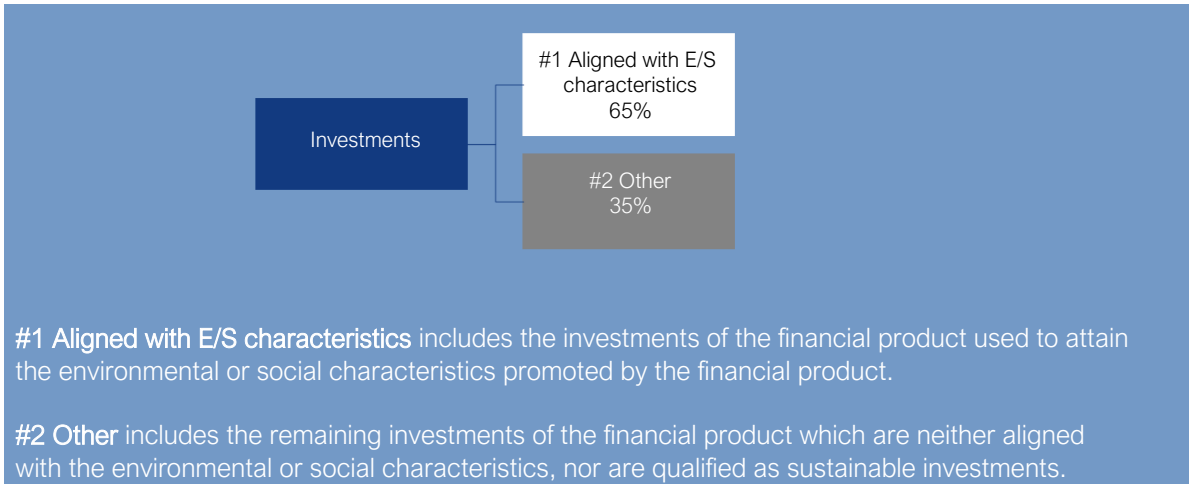 #1 Aligned with E/S
characteristics
65%
Investments
#2 Other
35%
#1 Aligned with E/S characteristics includes the investments of the financial product used to attain
the environmental or social characteristics promoted by the financial product.
#2 Other includes the remaining investments of the financial product which are neither aligned
with the environmental or social characteristics, nor are qualified as sustainable investments.